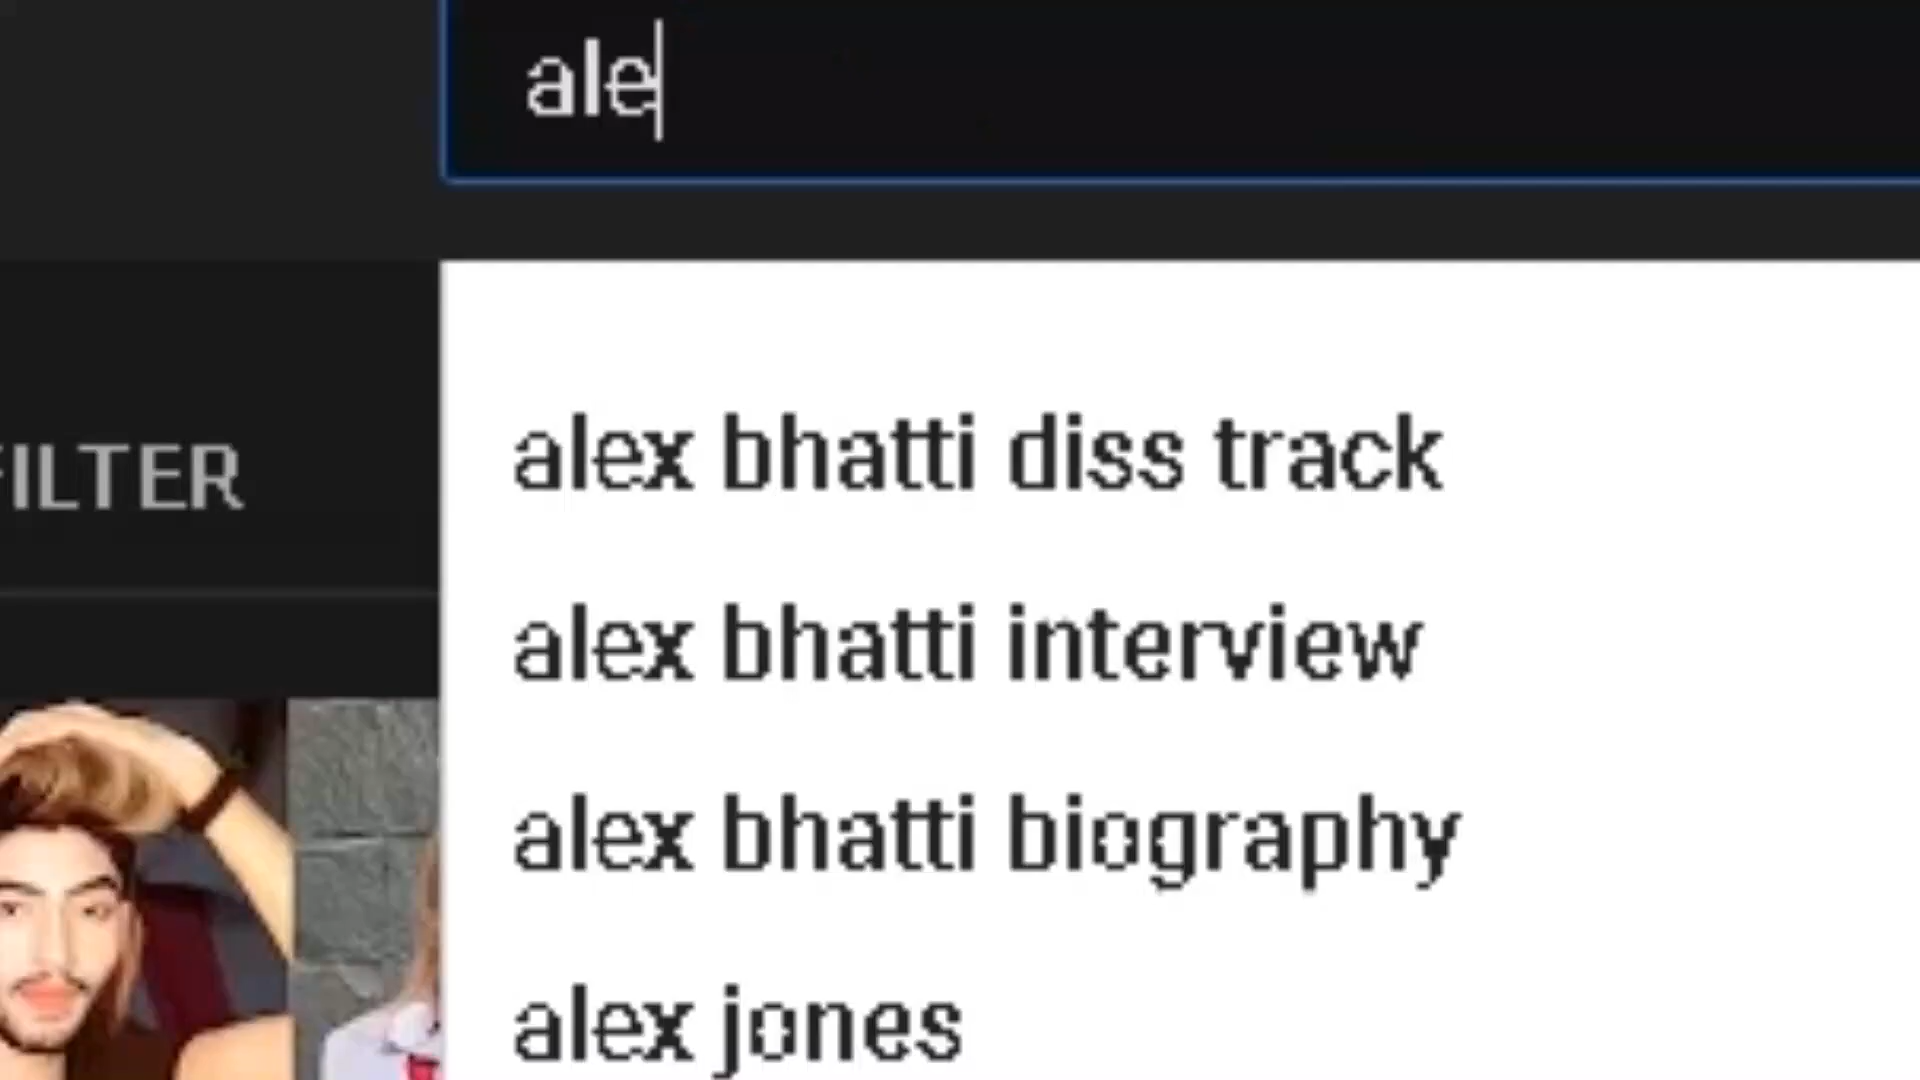 ale
FILTER
alex bhatti diss track
alex bhatti interview
alex bhatti biography
alex jones